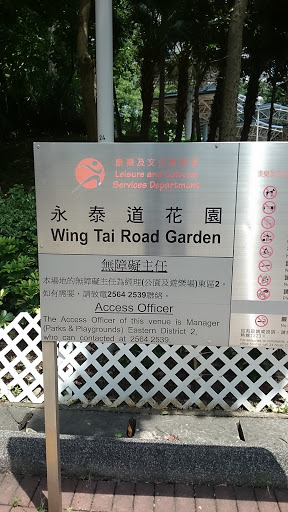 康樂及文化事務署
Leisure and Cultural
Services Department
永泰道花園
Wing Tai Road Garden
無障礙主任
本場地的無障礙主任為經理(公園及遊樂場)東區2。
如有需要，請致電2564 2539聯絡。
Access Officer
The Access Officer of this venue is Manager
(Parks & Playgrounds) Eastern District 2,
who can contacted at 2564 2539.
24